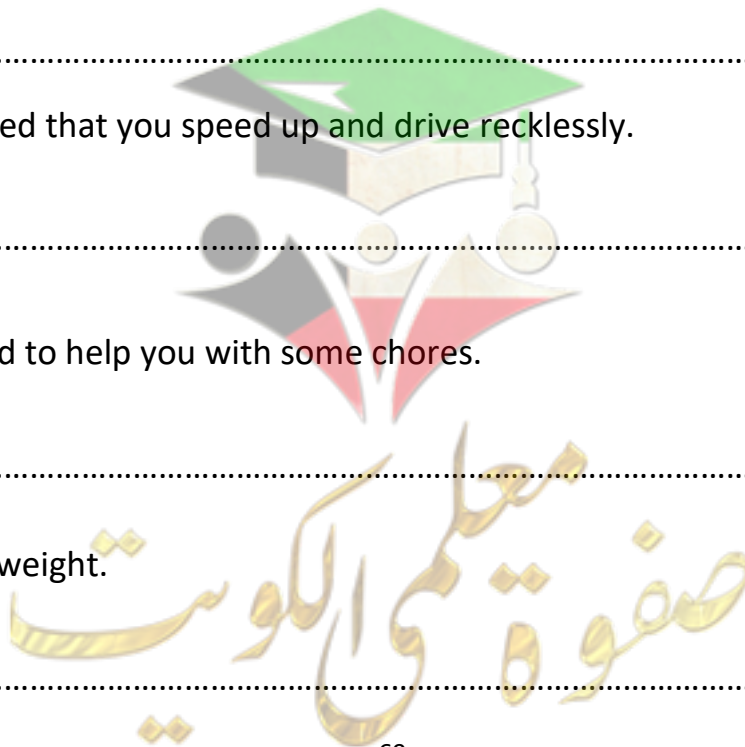 ed that you speed up and drive recklessly.
d to help you with some chores.
weight.
صفوة معلمي الكويت